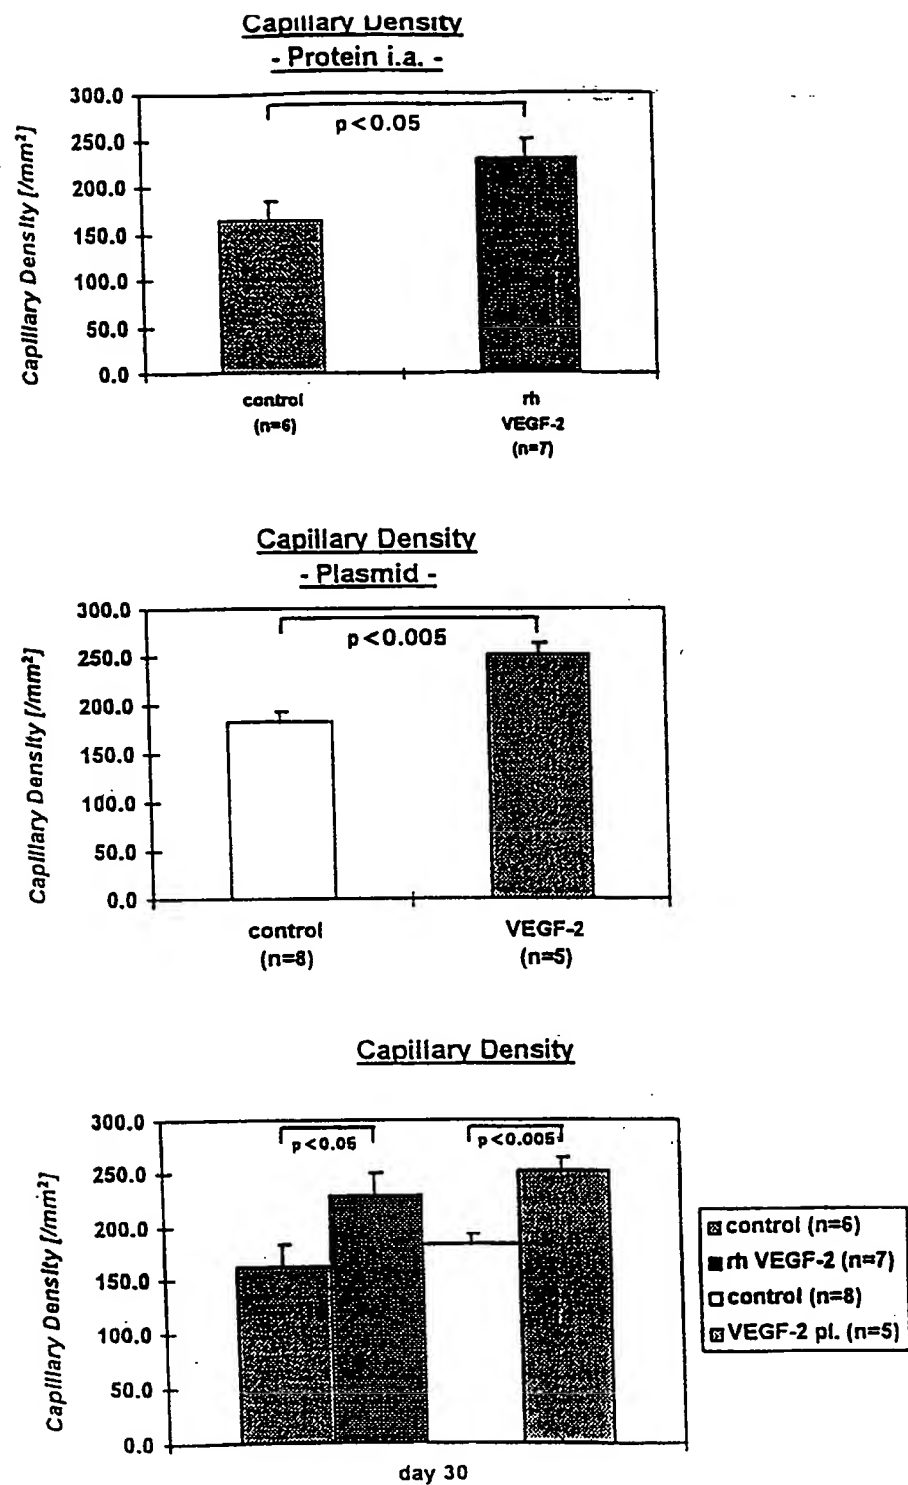 Capillary Density
- Protein i.a. -
300.0
250.0
200.0
150.0
100.0
50.0
0.0
Capillary Density [/mm²]
p<0.05
control
(n=6)
rh
VEGF-2
(n=7)
Capillary Density
- Plasmid -
300.0
250.0
200.0
150.0
100.0
50.0
0.0
Capillary Density [/mm²]
p<0.005
control
(n=8)
VEGF-2
(n=5)
Capillary Density
300.0
250.0
200.0
150.0
100.0
50.0
0.0
Capillary Density [/mm²]
p<0.05
p<0.005
day 30
control (n=6)
rh VEGF-2 (n=7)
control (n=8)
VEGF-2 pl. (n=5)